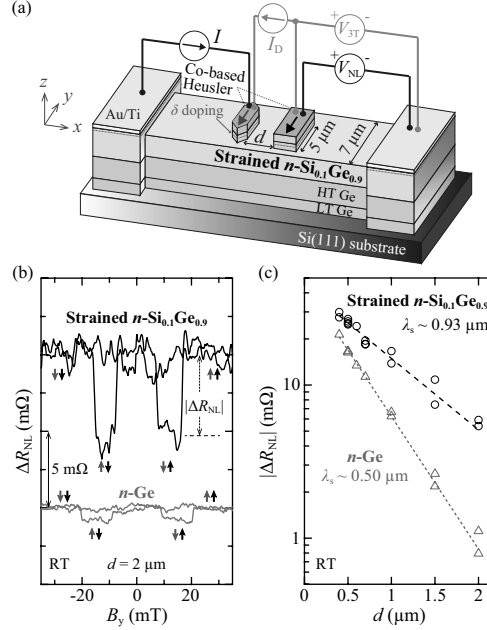 (a)
I
I_D
+ V_3T -
Co-based
Heusler
+ V_NL -
z
y
x
Au/Ti
δ doping
d
5 μm
7 μm
Strained n-Si0.1Ge0.9
HT Ge
LT Ge
Si(111) substrate
(b)
Strained n-Si0.1Ge0.9
|ΔR_NL|
5 mΩ
n-Ge
RT
d = 2 μm
ΔR_NL (mΩ)
-20
0
20
B_y (mT)
(c)
Strained n-Si0.1Ge0.9
λ_s ~ 0.93 μm
n-Ge
λ_s ~ 0.50 μm
RT
|ΔR_NL| (mΩ)
10
1
0.5
1.0
1.5
2.0
d (μm)